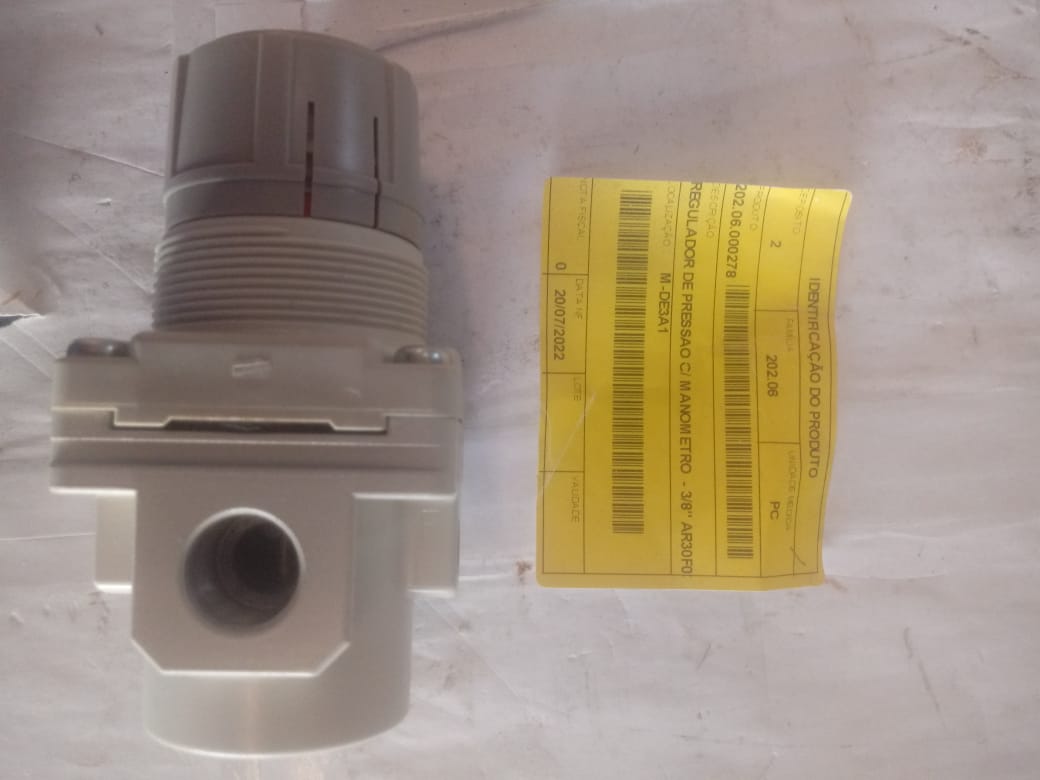 IDENTIFICAÇÃO DO PRODUTO
DEPÓSITO FAMÍLIA UNIDADE MEDIDA
2 202.06 PC
PRODUTO
202.06.000278
DESCRIÇÃO
REGULADOR DE PRESSAO C/ MANOMETRO - 3/8" AR30F0
LOCALIZAÇÃO
M-DE3A1
NOTA FISCAL DATA NF LOTE VALIDADE
0 20/07/2022